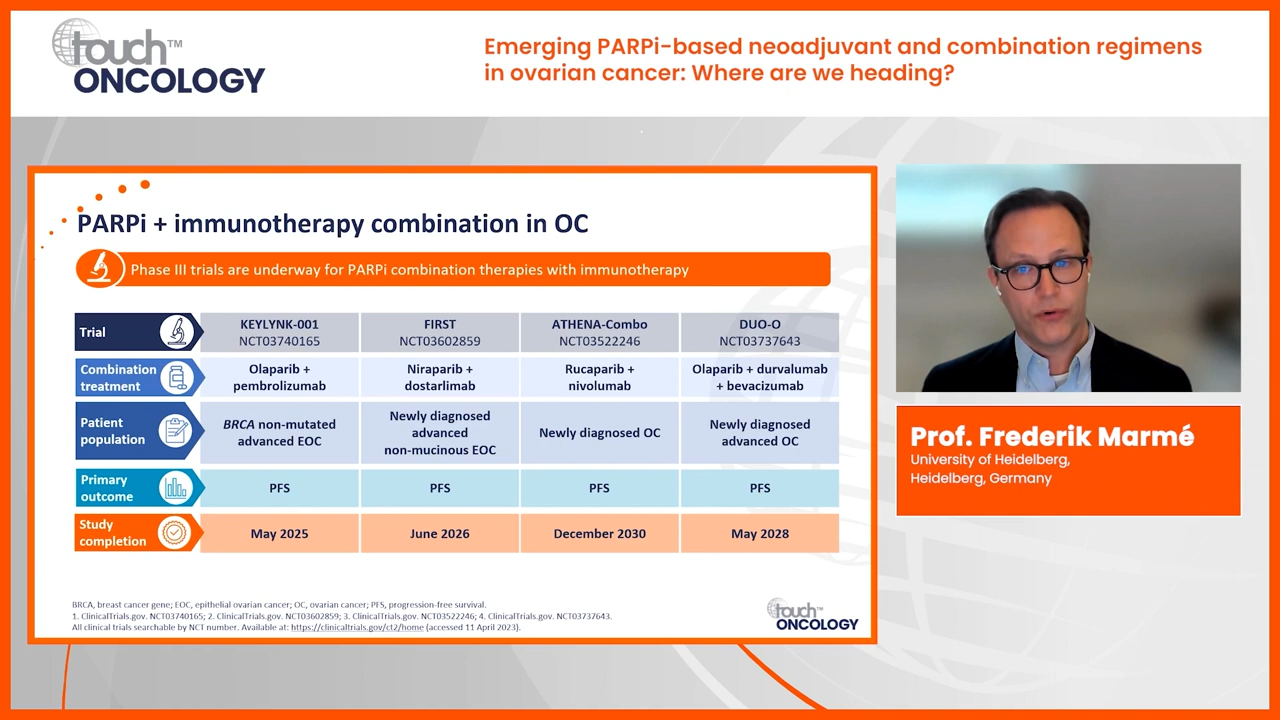 touch™
ONCOLOGY
Emerging PARPi-based neoadjuvant and combination regimens
in ovarian cancer: Where are we heading?
PARPi + immunotherapy combination in OC
Phase III trials are underway for PARPi combination therapies with immunotherapy
Trial
KEYLYNK-001
NCT03740165
FIRST
NCT03602859
ATHENA-Combo
NCT03522246
DUO-O
NCT03737643
Combination
treatment
Olaparib +
pembrolizumab
Niraparib +
dostarlimab
Rucaparib +
nivolumab
Olaparib + durvalumab
+ bevacizumab
Patient
population
BRCA non-mutated
advanced EOC
Newly diagnosed
advanced
non-mucinous EOC
Newly diagnosed OC
Newly diagnosed
advanced OC
Primary
outcome
PFS
PFS
PFS
PFS
Study
completion
May 2025
June 2026
December 2030
May 2028
BRCA, breast cancer gene; EOC, epithelial ovarian cancer; OC, ovarian cancer; PFS, progression-free survival.
1. ClinicalTrials.gov. NCT03740165; 2. ClinicalTrials.gov. NCT03602859; 3. ClinicalTrials.gov. NCT03522246; 4. ClinicalTrials.gov. NCT03737643.
All clinical trials searchable by NCT number. Available at: https://clinicaltrials.gov/ct2/home (accessed 11 April 2023).
touch™
ONCOLOGY
Prof. Frederik Marmé
University of Heidelberg,
Heidelberg, Germany